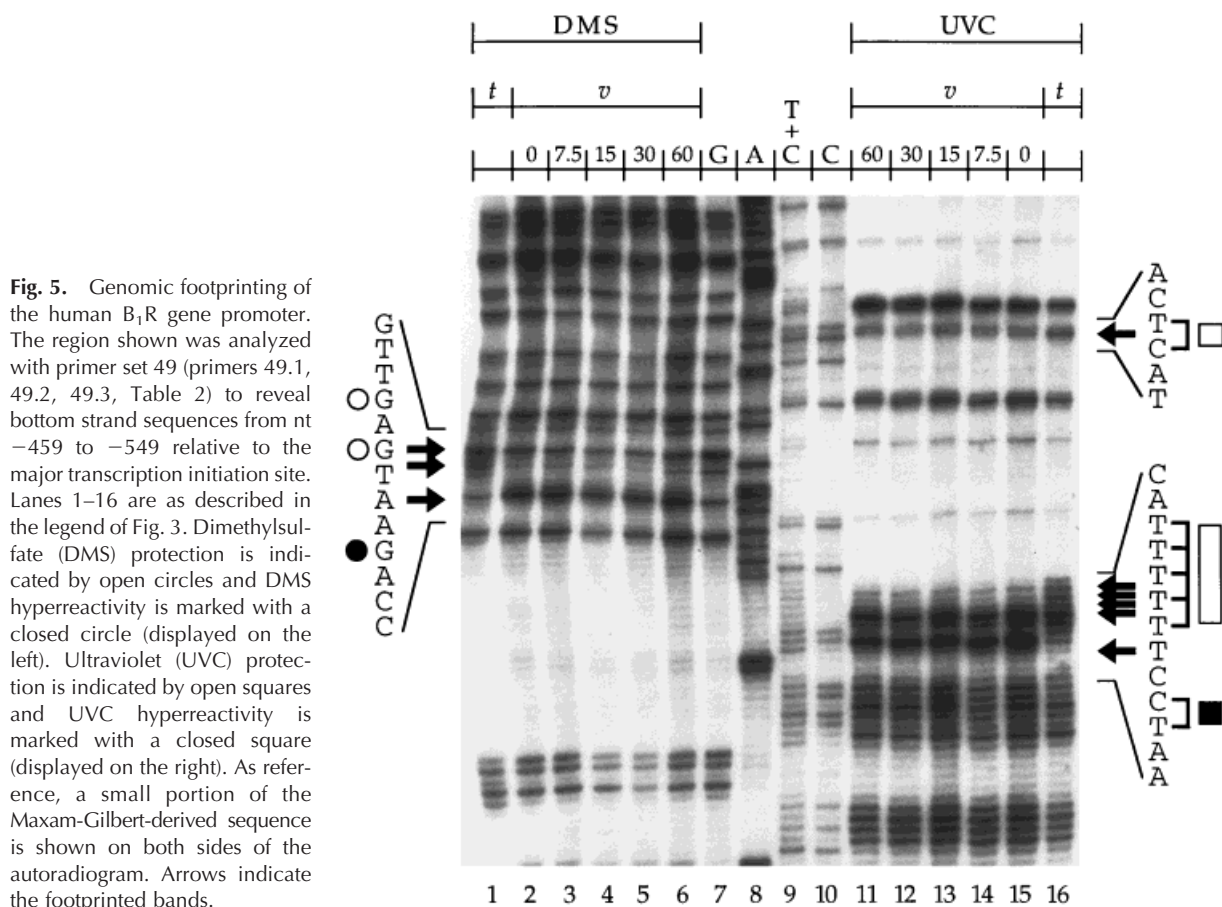 DMS
UVC
t
v
v
t
T
+
0
7.5
15
30
60
G
A
C
C
60
30
15
7.5
0
Fig. 5. Genomic footprinting of
the human B₁R gene promoter.
The region shown was analyzed
with primer set 49 (primers 49.1,
49.2, 49.3, Table 2) to reveal
bottom strand sequences from nt
−459 to −549 relative to the
major transcription initiation site.
Lanes 1–16 are as described in
the legend of Fig. 3. Dimethylsul-
fate (DMS) protection is indi-
cated by open circles and DMS
hyperreactivity is marked with a
closed circle (displayed on the
left). Ultraviolet (UVC) protec-
tion is indicated by open squares
and UVC hyperreactivity is
marked with a closed square
(displayed on the right). As refer-
ence, a small portion of the
Maxam-Gilbert-derived sequence
is shown on both sides of the
autoradiogram. Arrows indicate
the footprinted bands.
G
T
T
G
A
G
T
A
A
G
A
C
C
A
C
T
C
A
T
C
A
T
T
T
T
T
T
C
C
T
A
A
1
2
3
4
5
6
7
8
9
10
11
12
13
14
15
16